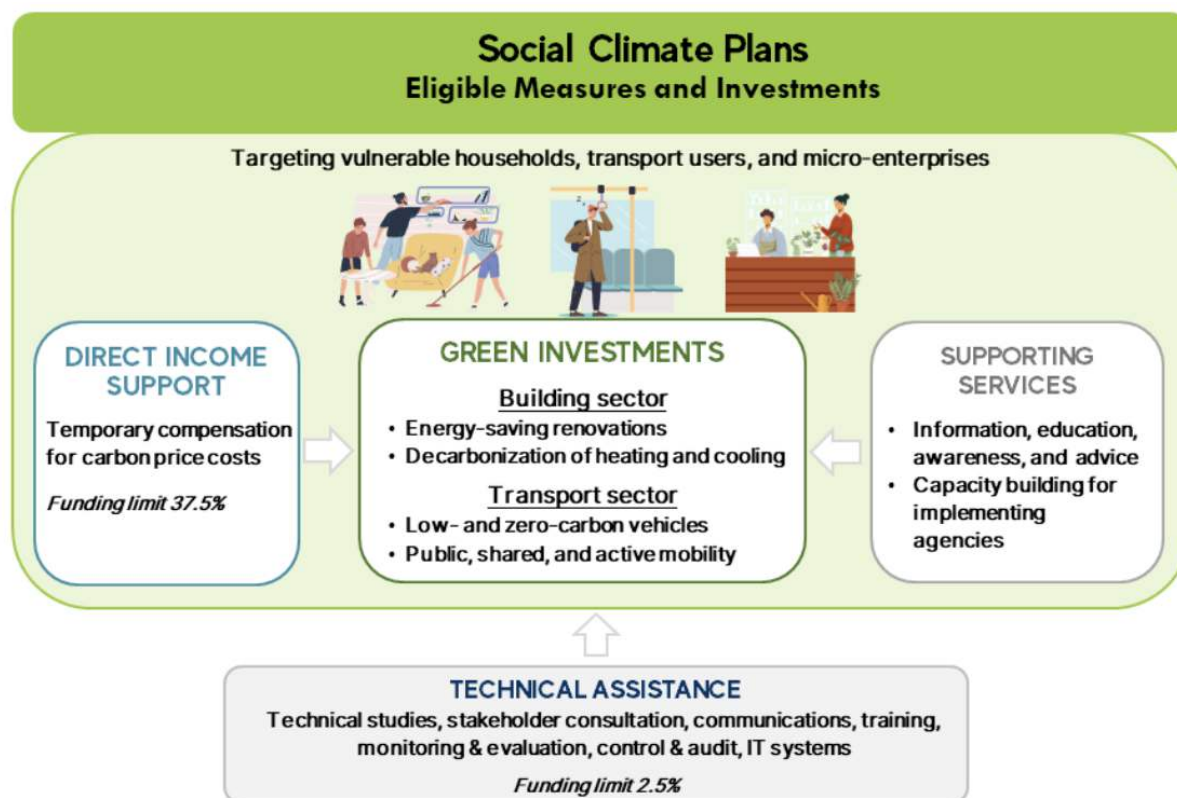 Social Climate Plans
Eligible Measures and Investments
Targeting vulnerable households, transport users, and micro-enterprises
z z
DIRECT INCOME
SUPPORT
Temporary compensation
for carbon price costs
Funding limit 37.5%
GREEN INVESTMENTS
Building sector
• Energy-saving renovations
• Decarbonization of heating and cooling
Transport sector
• Low- and zero-carbon vehicles
• Public, shared, and active mobility
SUPPORTING
SERVICES
• Information, education,
awareness, and advice
• Capacity building for
implementing
agencies
TECHNICAL ASSISTANCE
Technical studies, stakeholder consultation, communications, training,
monitoring & evaluation, control & audit, IT systems
Funding limit 2.5%